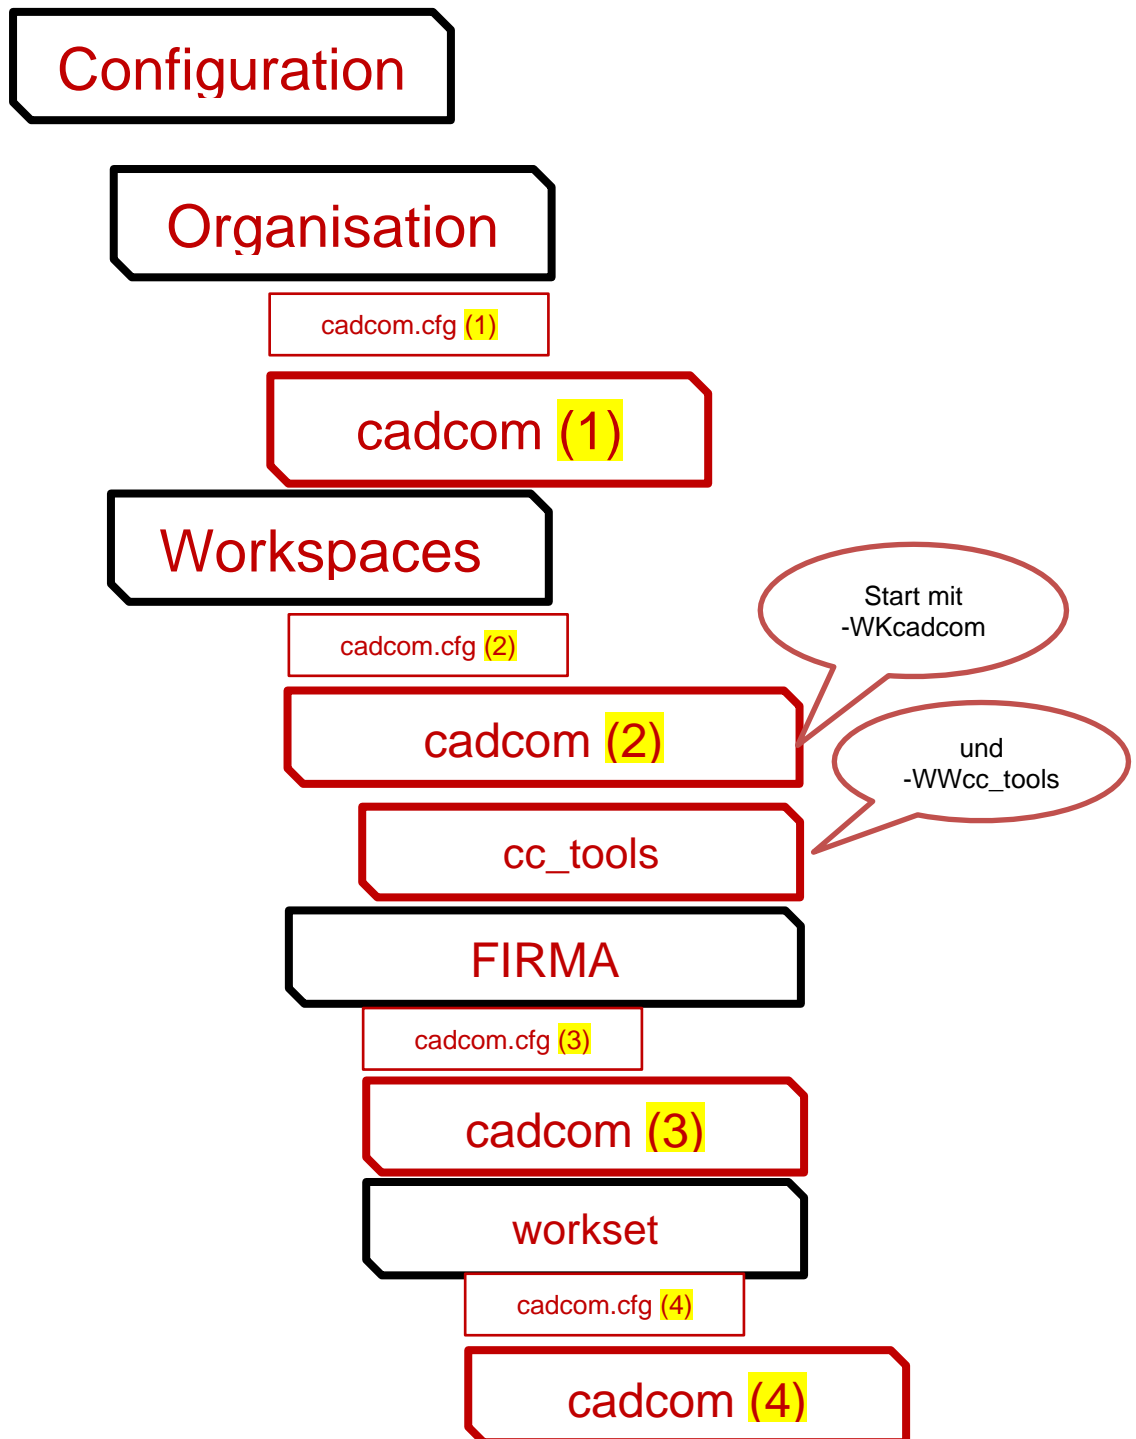 Configuration
Organisation
cadcom.cfg (1)
cadcom (1)
Workspaces
Start mit
-WKcadcom
cadcom.cfg (2)
cadcom (2)
und
-WWcc_tools
cc_tools
FIRMA
cadcom.cfg (3)
cadcom (3)
workset
cadcom.cfg (4)
cadcom (4)